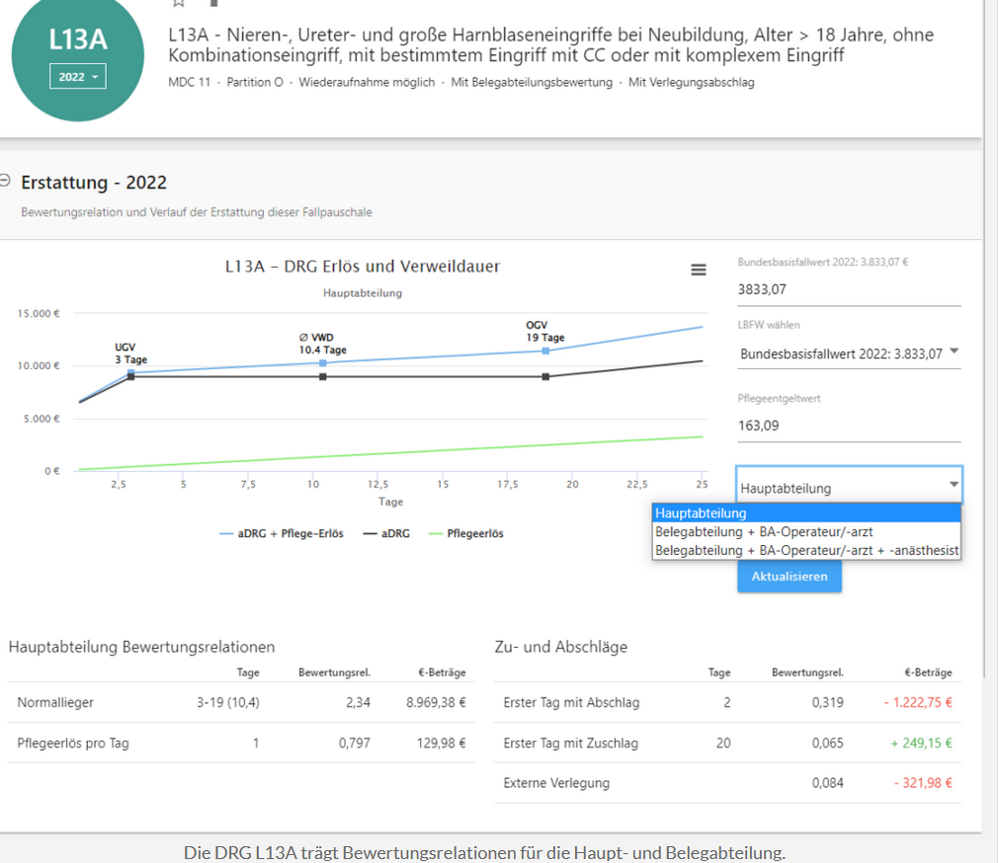 L13A
2022
L13A - Nieren-, Ureter- und große Harnblaseneingriffe bei Neubildung, Alter > 18 Jahre, ohne
Kombinationseingriff, mit bestimmtem Eingriff mit CC oder mit komplexem Eingriff
MDC 11 · Partition O · Wiederaufnahme möglich · Mit Belegabteilungsbewertung · Mit Verlegungsabschlag
Erstattung - 2022
Bewertungsrelation und Verlauf der Erstattung dieser Fallpauschale
L13A – DRG Erlös und Verweildauer
Hauptabteilung
15.000 €
10.000 €
5.000 €
0 €
UGV
3 Tage
Ø VWD
10.4 Tage
OGV
19 Tage
2,5 5 7,5 10 12,5 15 17,5 20 22,5 25
Tage
aDRG + Pflege-Erlös aDRG Pflegeerlös
Bundesbasisfallwert 2022: 3.833,07 €
3833,07
LBFW wählen
Bundesbasisfallwert 2022: 3.833,07
Pflegeentgeltwert
163,09
Hauptabteilung
Hauptabteilung
Belegabteilung + BA-Operateur/-arzt
Belegabteilung + BA-Operateur/-arzt + -anästhesist
Aktualisieren
Hauptabteilung Bewertungsrelationen
Tage Bewertungsrel. €-Beträge
Normallieger 3-19 (10,4) 2,34 8.969,38 €
Pflegeerlös pro Tag 1 0,797 129,98 €
Zu- und Abschläge
Tage Bewertungsrel. €-Beträge
Erster Tag mit Abschlag 2 0,319 - 1.222,75 €
Erster Tag mit Zuschlag 20 0,065 + 249,15 €
Externe Verlegung 0,084 - 321,98 €
Die DRG L13A trägt Bewertungsrelationen für die Haupt- und Belegabteilung.